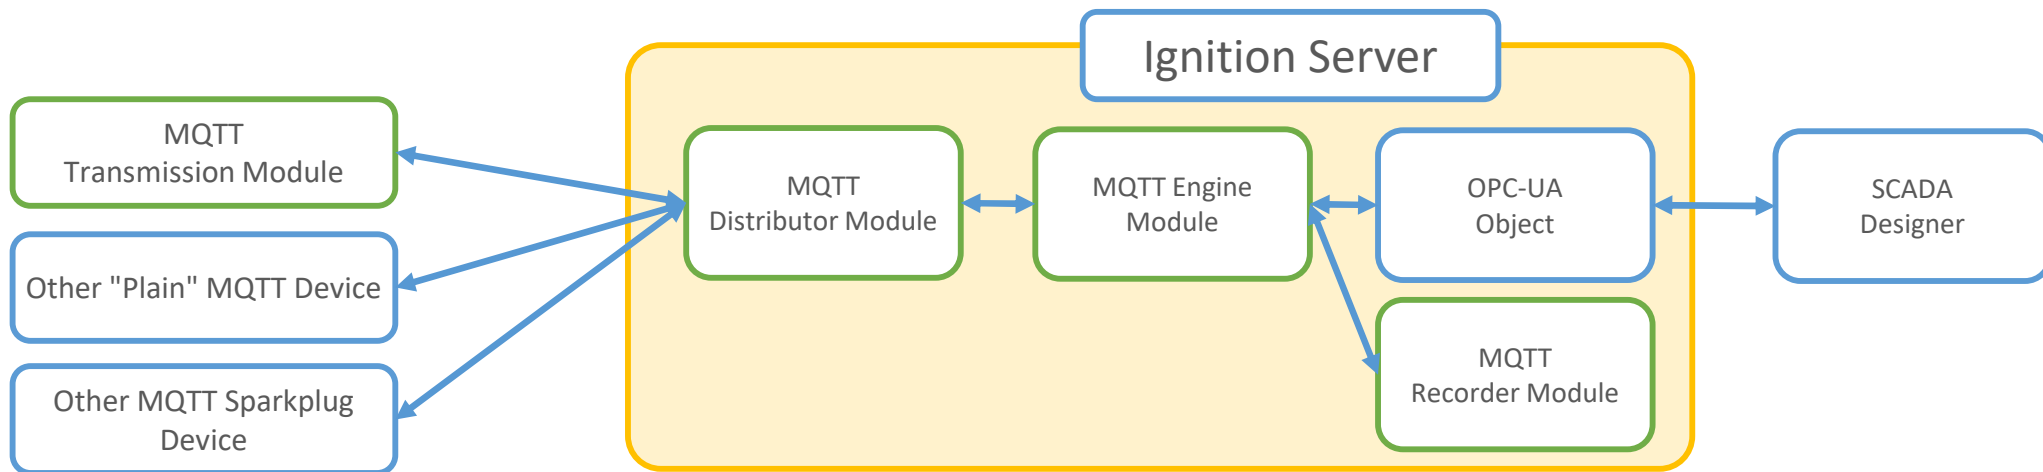 Ignition Server
MQTT
Transmission Module
Other "Plain" MQTT Device
Other MQTT Sparkplug
Device
MQTT
Distributor Module
MQTT Engine
Module
OPC-UA
Object
MQTT
Recorder Module
SCADA
Designer